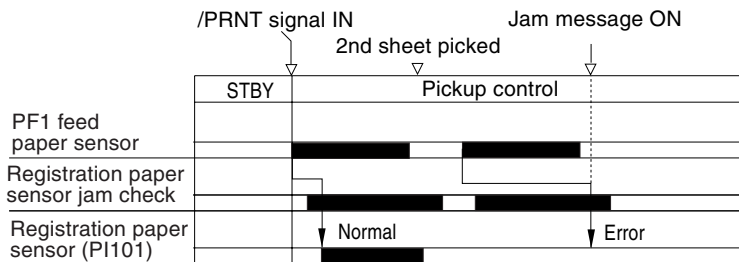 /PRNT signal IN
Jam message ON
2nd sheet picked
STBY
Pickup control
PF1 feed
paper sensor
Registration paper
sensor jam check
Registration paper
sensor (PI101)
Normal
Error